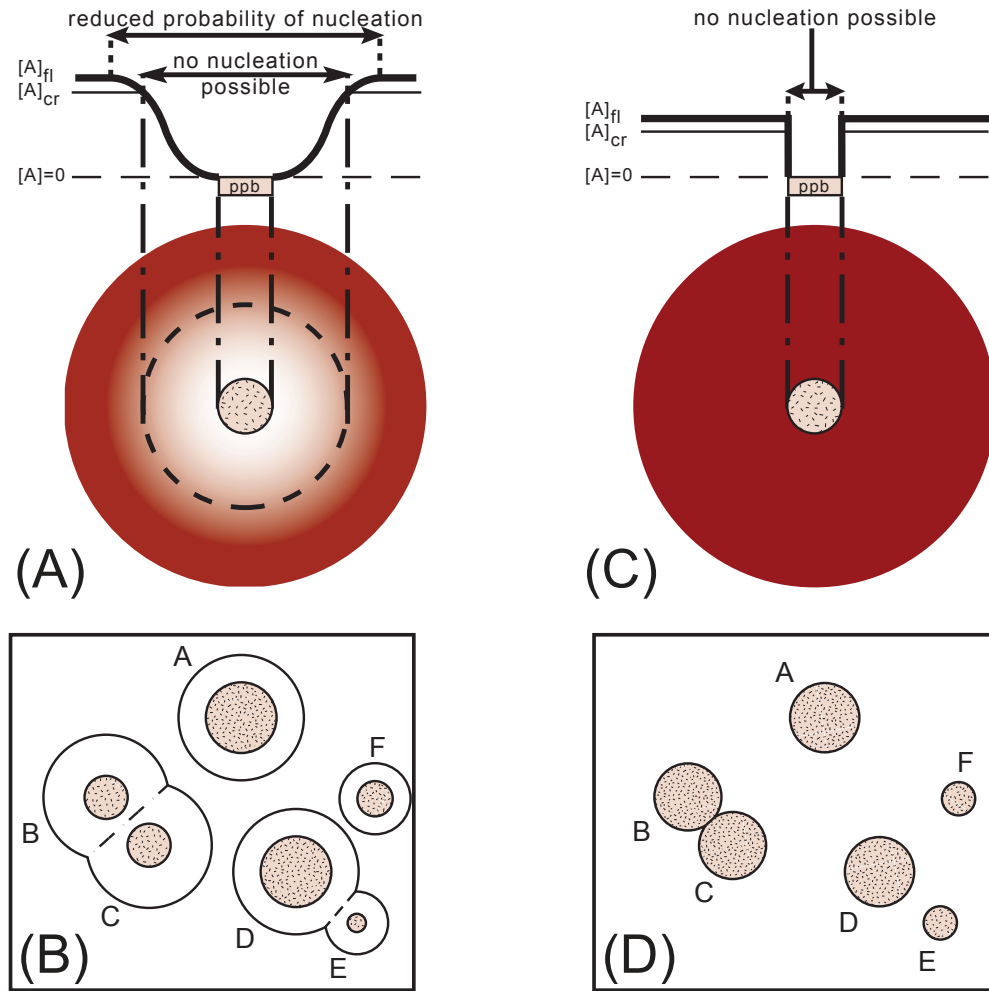 reduced probability of nucleation
no nucleation
possible
[A]fl
[A]cr
[A]=0
ppb
(A)
no nucleation possible
[A]fl
[A]cr
[A]=0
ppb
(C)
A
B
C
D
E
F
(B)
A
B
C
D
E
F
(D)